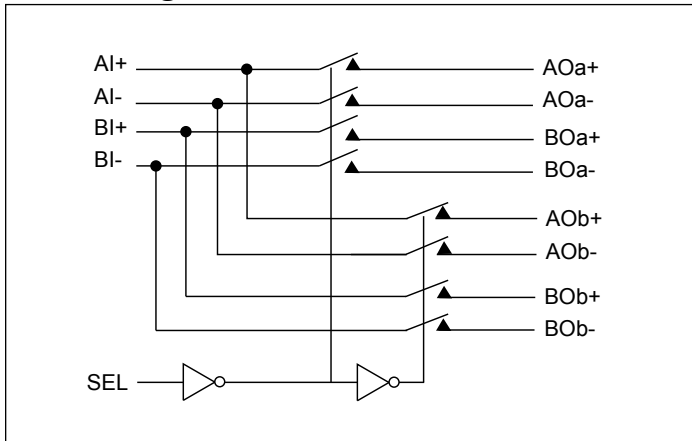 AI+
AI-
BI+
BI-
AOa+
AOa-
BOa+
BOa-
AOb+
AOb-
BOb+
BOb-
SEL